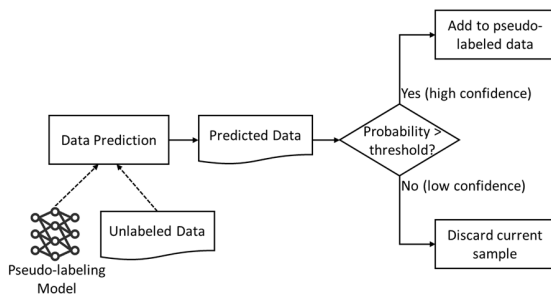 Add to pseudo-
labeled data
Yes (high confidence)
Data Prediction
Predicted Data
Probability >
threshold?
No (low confidence)
Unlabeled Data
Pseudo-labeling
Model
Discard current
sample